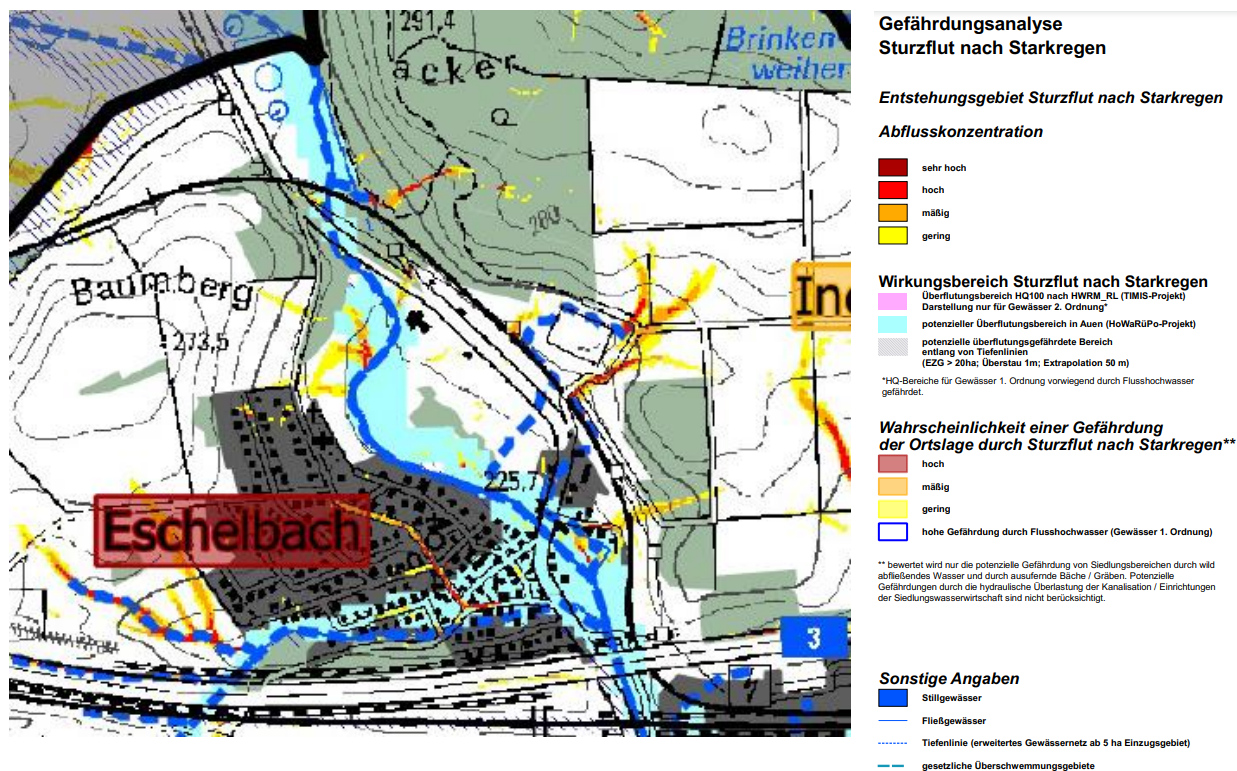 291,4
äcker
Brinken-
weiher
280
Baumberg
273,5
225,7
Eschelbach
3
Gefährdungsanalyse
Sturzflut nach Starkregen
Entstehungsgebiet Sturzflut nach Starkregen
Abflusskonzentration
sehr hoch
hoch
mäßig
gering
Wirkungsbereich Sturzflut nach Starkregen
Überflutungsbereich HQ100 nach HWRM_RL (TIMIS-Projekt)
Darstellung nur für Gewässer 2. Ordnung*
potenzieller Überflutungsbereich in Auen (HoWaRüPo-Projekt)
potenzielle überflutungsgefährdete Bereich
entlang von Tiefenlinien
(EZG > 20ha; Überstau 1m; Extrapolation 50 m)
*HQ-Bereiche für Gewässer 1. Ordnung vorwiegend durch Flusshochwasser
gefährdet.
Wahrscheinlichkeit einer Gefährdung
der Ortslage durch Sturzflut nach Starkregen**
hoch
mäßig
gering
hohe Gefährdung durch Flusshochwasser (Gewässer 1. Ordnung)
** bewertet wird nur die potenzielle Gefährdung von Siedlungsbereichen durch wild
abfließendes Wasser und durch ausufernde Bäche / Gräben. Potenzielle
Gefährdungen durch die hydraulische Überlastung der Kanalisation / Einrichtungen
der Siedlungswasserwirtschaft sind nicht berücksichtigt.
Sonstige Angaben
Stillgewässer
Fließgewässer
Tiefenlinie (erweitertes Gewässernetz ab 5 ha Einzugsgebiet)
gesetzliche Überschwemmungsgebiete